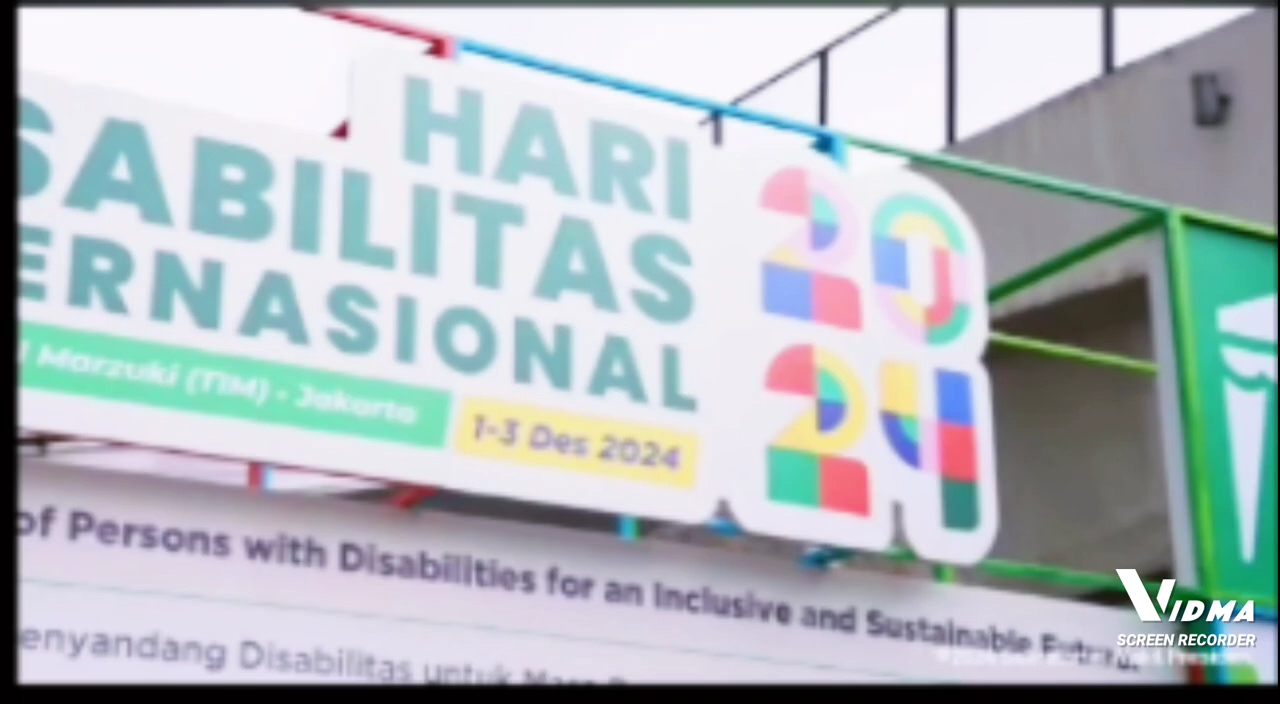 HARI
SABILITAS
ERNASIONAL
Marzuki (TIM) - Jakarta
1-3 Des 2024
2024
of Persons with Disabilities for an Inclusive and Sustainable Future.
enyandang Disabilitas untuk
VIDMA
SCREEN RECORDER